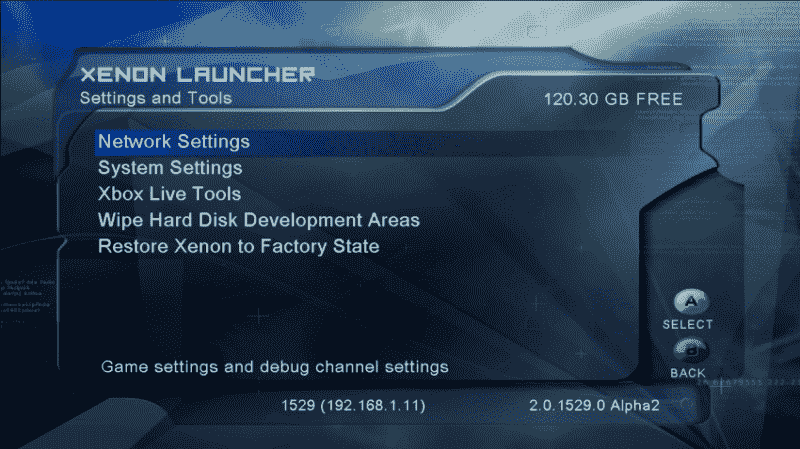 XENON LAUNCHER
Settings and Tools
120.30 GB FREE
Network Settings
System Settings
Xbox Live Tools
Wipe Hard Disk Development Areas
Restore Xenon to Factory State
A
SELECT
B
BACK
Game settings and debug channel settings
1529 (192.168.1.11)
2.0.1529.0 Alpha2